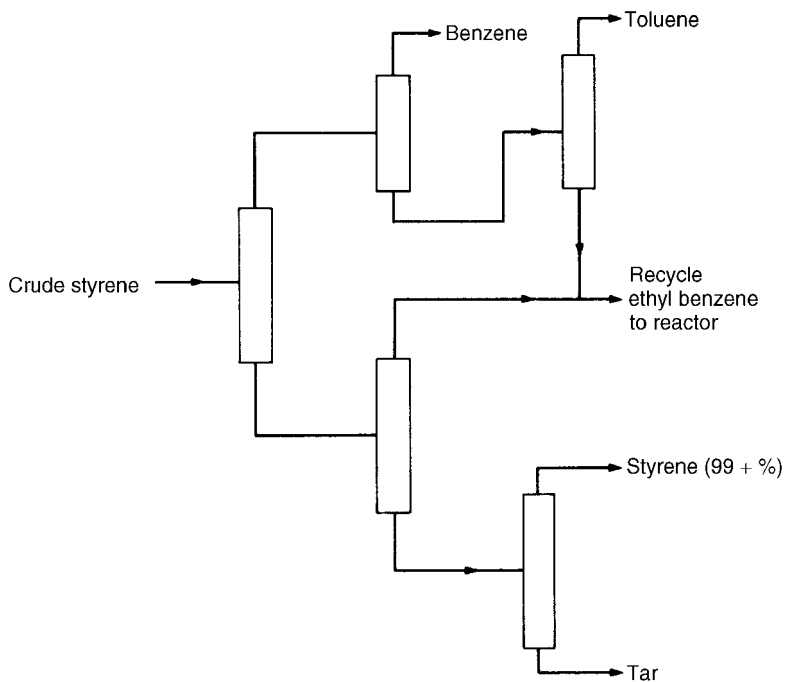 Benzene
Toluene
Crude styrene
Recycle
ethyl benzene
to reactor
Styrene (99 + %)
Tar